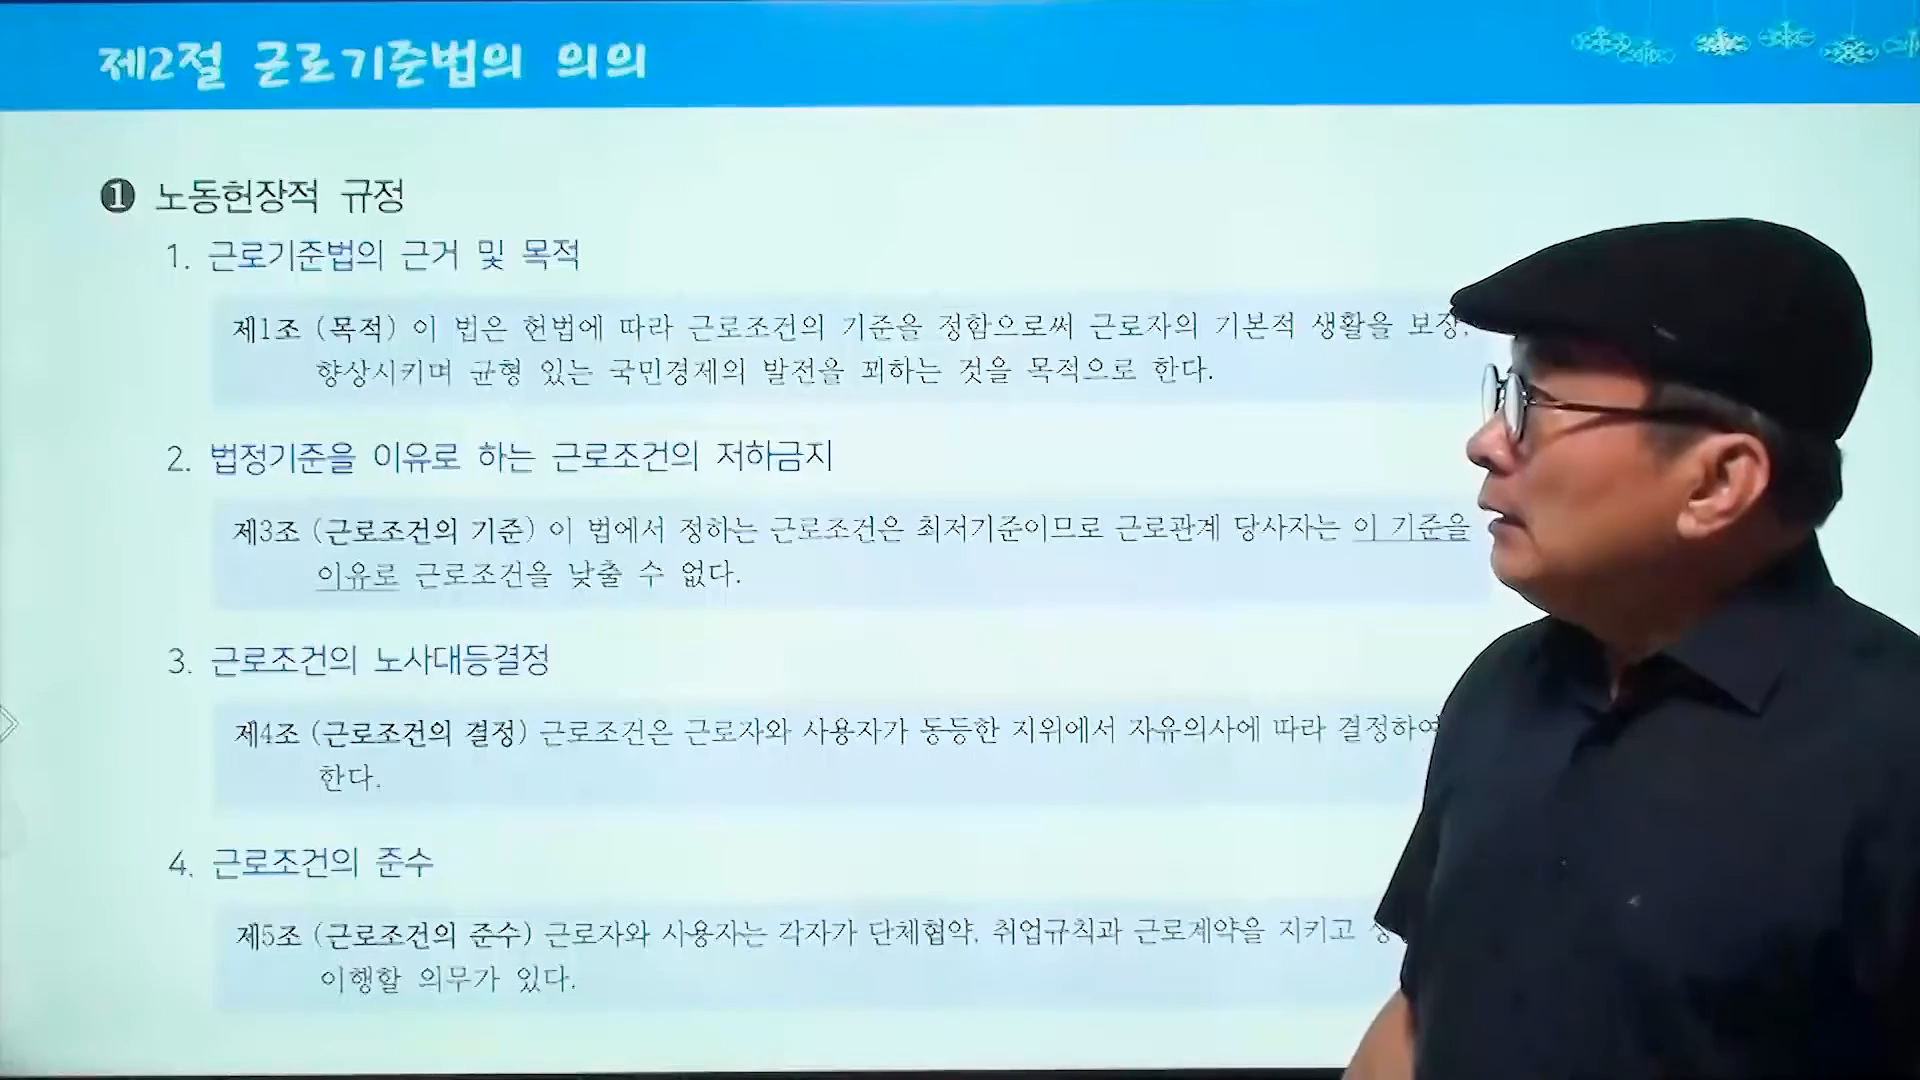 제2절 근로기준법의 의의
❶ 노동헌장적 규정
1. 근로기준법의 근거 및 목적
제1조 (목적) 이 법은 헌법에 따라 근로조건의 기준을 정함으로써 근로자의 기본적 생활을 보장,
향상시키며 균형 있는 국민경제의 발전을 꾀하는 것을 목적으로 한다.
2. 법정기준을 이유로 하는 근로조건의 저하금지
제3조 (근로조건의 기준) 이 법에서 정하는 근로조건은 최저기준이므로 근로관계 당사자는 이 기준을
이유로 근로조건을 낮출 수 없다.
3. 근로조건의 노사대등결정
제4조 (근로조건의 결정) 근로조건은 근로자와 사용자가 동등한 지위에서 자유의사에 따라 결정하여
한다.
4. 근로조건의 준수
제5조 (근로조건의 준수) 근로자와 사용자는 각자가 단체협약, 취업규칙과 근로계약을 지키고
이행할 의무가 있다.